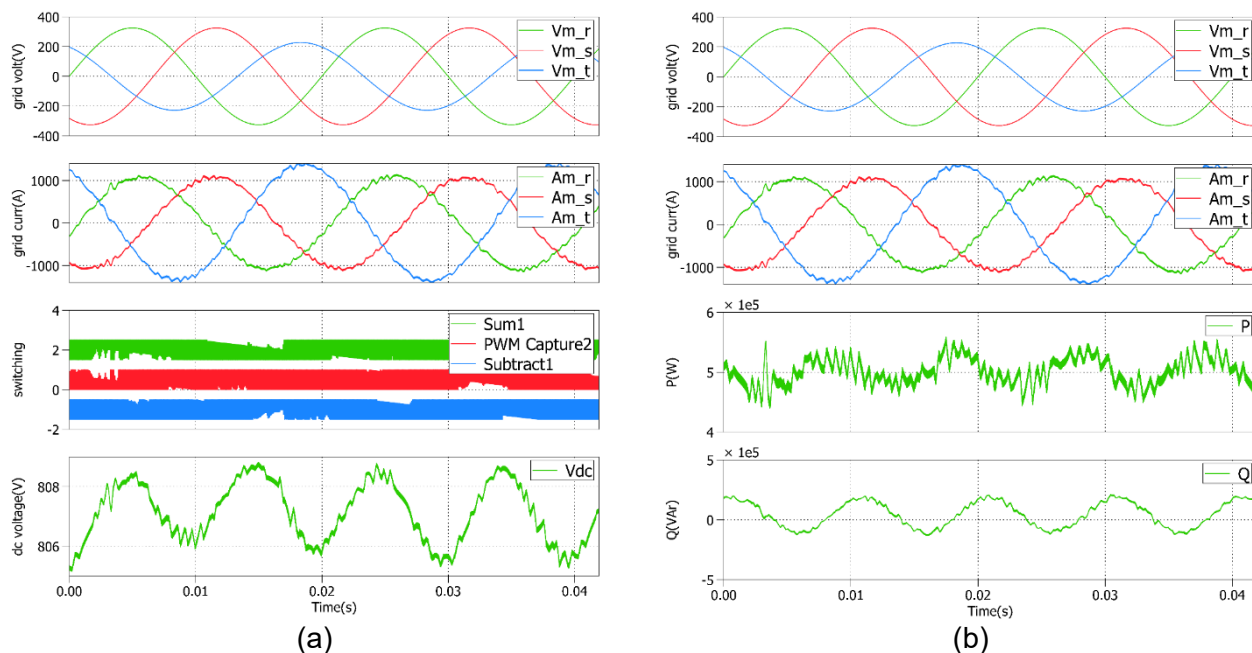 400
200
0
-200
-400
grid volt(V)
Vm_r
Vm_s
Vm_t
1000
0
-1000
grid curr(A)
Am_r
Am_s
Am_t
4
2
0
-2
switching
Sum1
PWM Capture2
Subtract1
808
806
dc voltage(V)
Vdc
0.00 0.01 0.02 0.03 0.04
Time(s)
(a)
400
200
0
-200
-400
grid volt(V)
Vm_r
Vm_s
Vm_t
1000
0
-1000
grid curr(A)
Am_r
Am_s
Am_t
× 1e5
6
5
4
P(W)
P
× 1e5
5
0
-5
Q(VAr)
Q
0.00 0.01 0.02 0.03 0.04
Time(s)
(b)